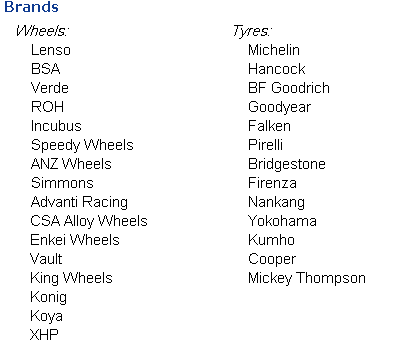 Brands
Wheels:
Lenso
BSA
Verde
ROH
Incubus
Speedy Wheels
ANZ Wheels
Simmons
Advanti Racing
CSA Alloy Wheels
Enkei Wheels
Vault
King Wheels
Konig
Koya
XHP
Tyres:
Michelin
Hancock
BF Goodrich
Goodyear
Falken
Pirelli
Bridgestone
Firenza
Nankang
Yokohama
Kumho
Cooper
Mickey Thompson